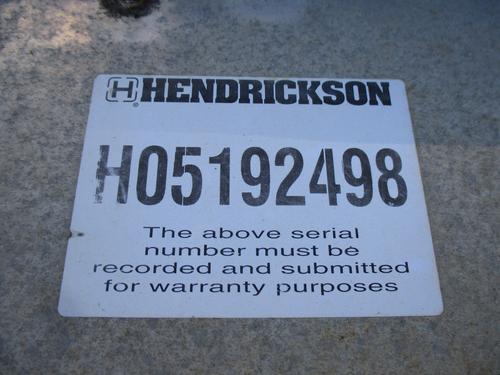 H HENDRICKSON
H05192498
The above serial
number must be
recorded and submitted
for warranty purposes